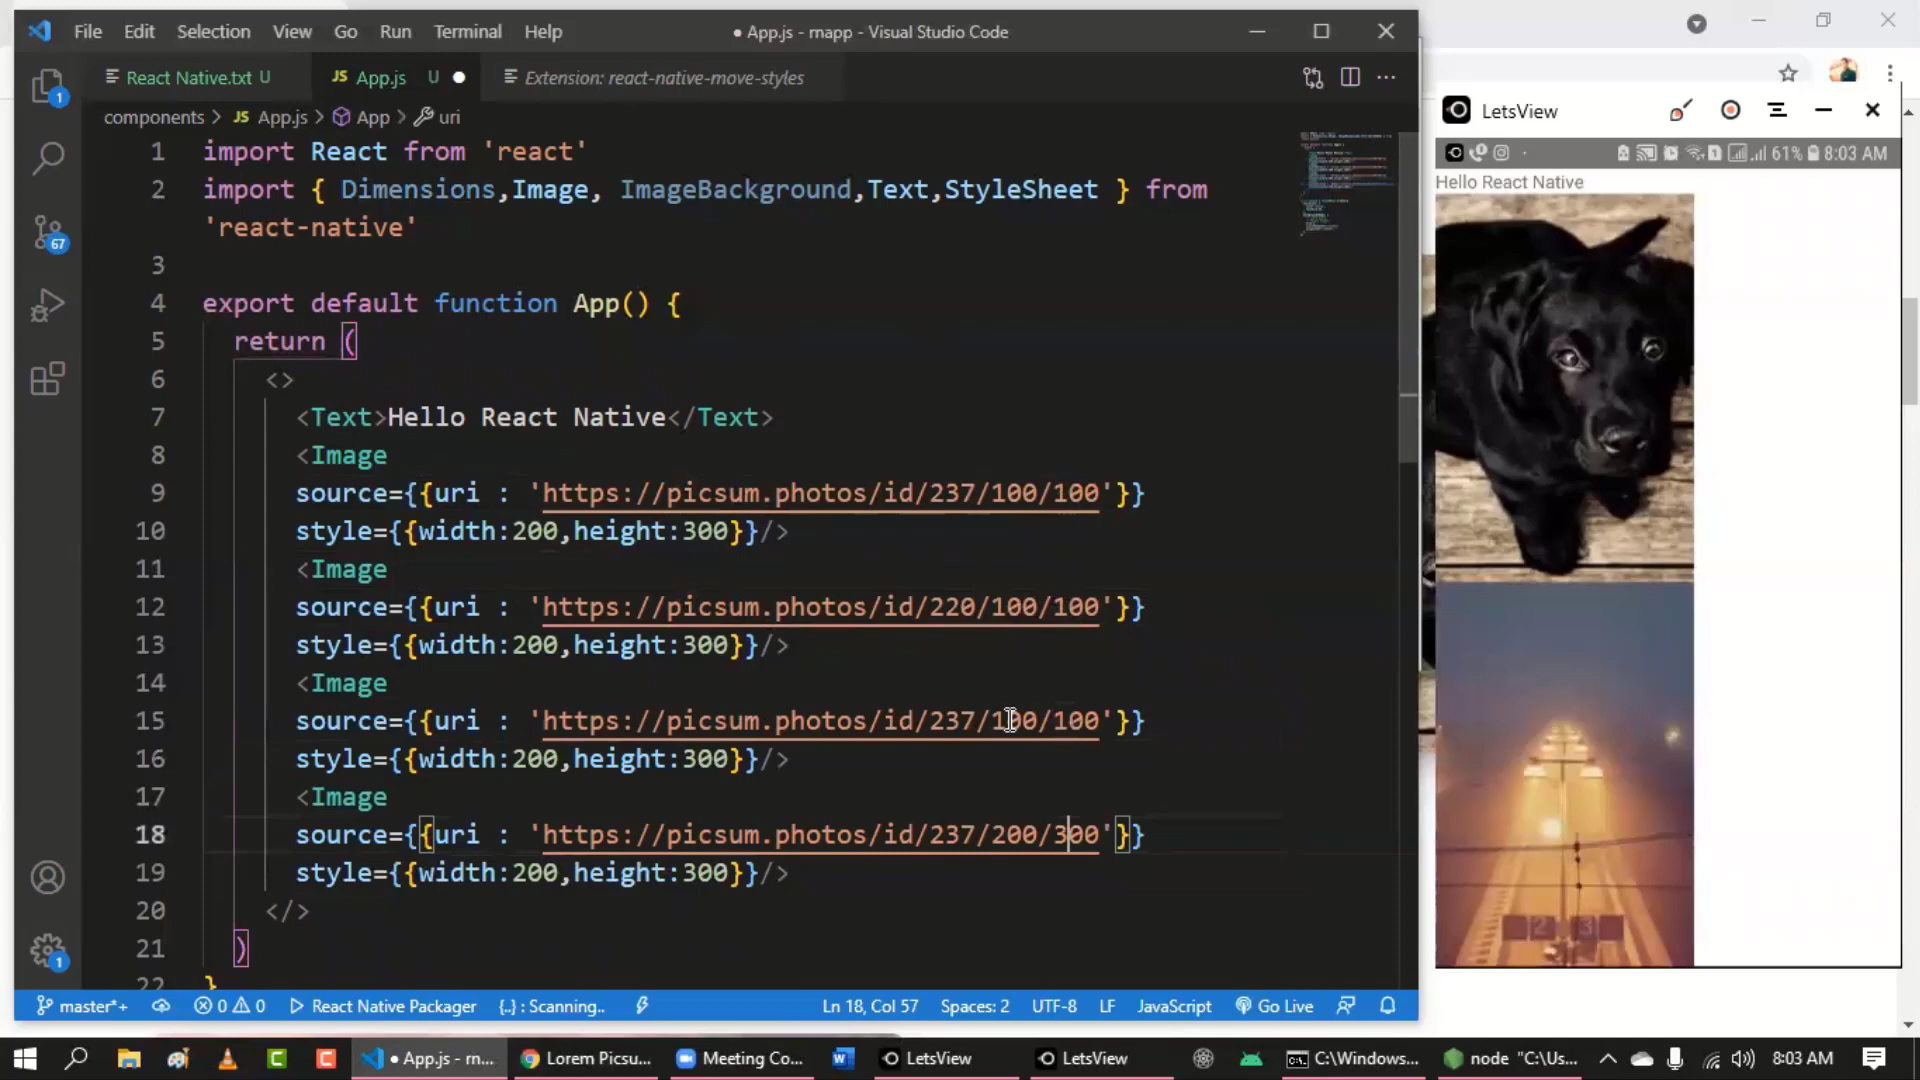 File Edit Selection View Go Run Terminal Help
● App.js - rnapp - Visual Studio Code
React Native.txt U
JS App.js U ●
Extension: react-native-move-styles
components > JS App.js > App > uri
1 import React from 'react'
2 import { Dimensions,Image, ImageBackground,Text,StyleSheet } from
'react-native'
3
4 export default function App() {
5 return (
6 <>
7 <Text>Hello React Native</Text>
8 <Image
9 source={{uri : 'https://picsum.photos/id/237/100/100'}}
10 style={{width:200,height:300}}/>
11 <Image
12 source={{uri : 'https://picsum.photos/id/220/100/100'}}
13 style={{width:200,height:300}}/>
14 <Image
15 source={{uri : 'https://picsum.photos/id/237/100/100'}}
16 style={{width:200,height:300}}/>
17 <Image
18 source={{uri : 'https://picsum.photos/id/237/200/300'}}
19 style={{width:200,height:300}}/>
20 </>
21 )
22 }
1
67
1
master*+
0 0
React Native Packager
{..} : Scanning..
Ln 18, Col 57
Spaces: 2
UTF-8
LF
JavaScript
Go Live
LetsView
61% 8:03 AM
Hello React Native
2 3
● App.js - rn...
Lorem Picsu...
Meeting Co...
LetsView
LetsView
C:\Windows...
node "C:\Us...
8:03 AM